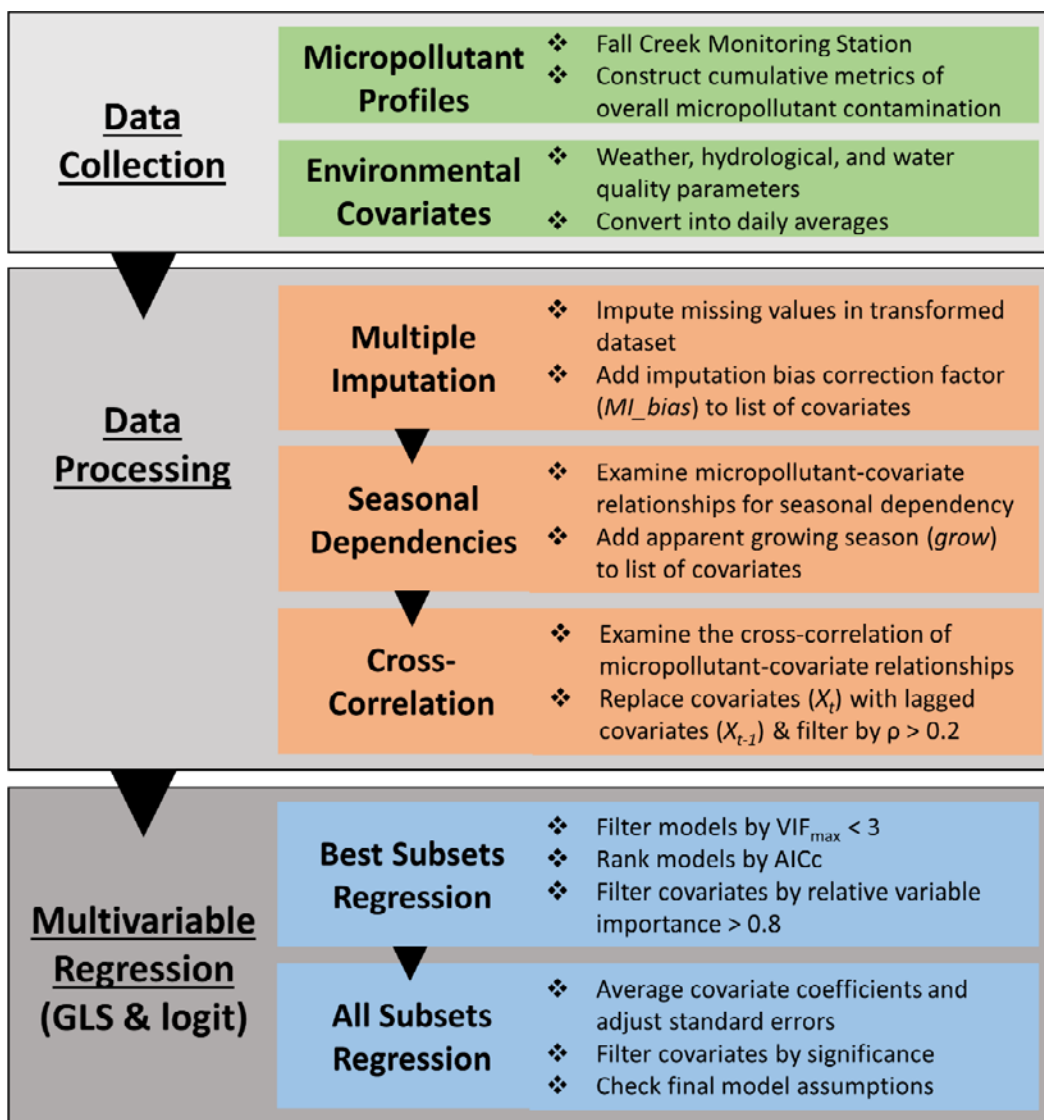 Data
Collection
Micropollutant
Profiles
❖ Fall Creek Monitoring Station
❖ Construct cumulative metrics of
overall micropollutant contamination
Environmental
Covariates
❖ Weather, hydrological, and water
quality parameters
❖ Convert into daily averages
Data
Processing
Multiple
Imputation
❖ Impute missing values in transformed
dataset
❖ Add imputation bias correction factor
(MI_bias) to list of covariates
Seasonal
Dependencies
❖ Examine micropollutant-covariate
relationships for seasonal dependency
❖ Add apparent growing season (grow)
to list of covariates
Cross-
Correlation
❖ Examine the cross-correlation of
micropollutant-covariate relationships
❖ Replace covariates (Xt) with lagged
covariates (Xt-1) & filter by ρ > 0.2
Multivariable
Regression
(GLS & logit)
Best Subsets
Regression
❖ Filter models by VIFmax < 3
❖ Rank models by AICc
❖ Filter covariates by relative variable
importance > 0.8
All Subsets
Regression
❖ Average covariate coefficients and
adjust standard errors
❖ Filter covariates by significance
❖ Check final model assumptions